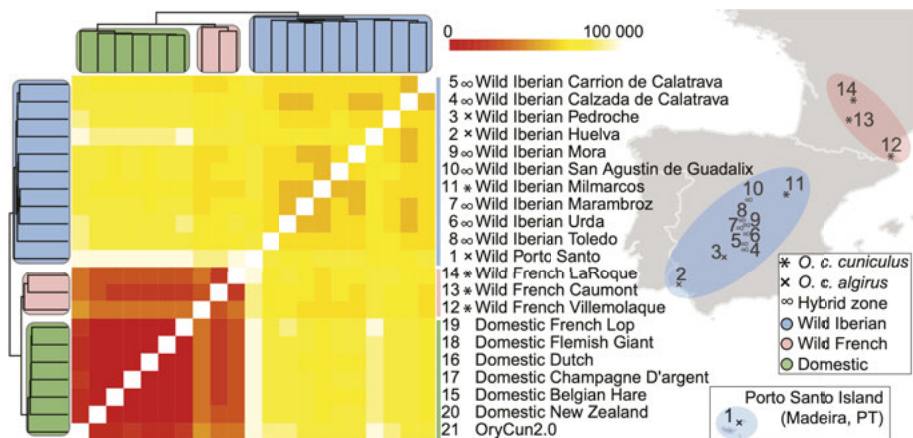 0 100 000
5 ∞ Wild Iberian Carrion de Calatrava
4 ∞ Wild Iberian Calzada de Calatrava
3 × Wild Iberian Pedroche
2 × Wild Iberian Huelva
9 ∞ Wild Iberian Mora
10 ∞ Wild Iberian San Agustin de Guadalix
11 * Wild Iberian Milmarcos
7 ∞ Wild Iberian Marambroz
6 ∞ Wild Iberian Urda
8 ∞ Wild Iberian Toledo
1 × Wild Porto Santo
14 * Wild French LaRoque
13 * Wild French Caumont
12 * Wild French Villemolaque
19 Domestic French Lop
18 Domestic Flemish Giant
16 Domestic Dutch
17 Domestic Champagne D'argent
15 Domestic Belgian Hare
20 Domestic New Zealand
21 OryCun2.0
14
13
12
10
11
8
7
9
6
5
3
4
2
* O. c. cuniculus
× O. c. algirus
∞ Hybrid zone
Wild Iberian
Wild French
Domestic
1
Porto Santo Island
(Madeira, PT)